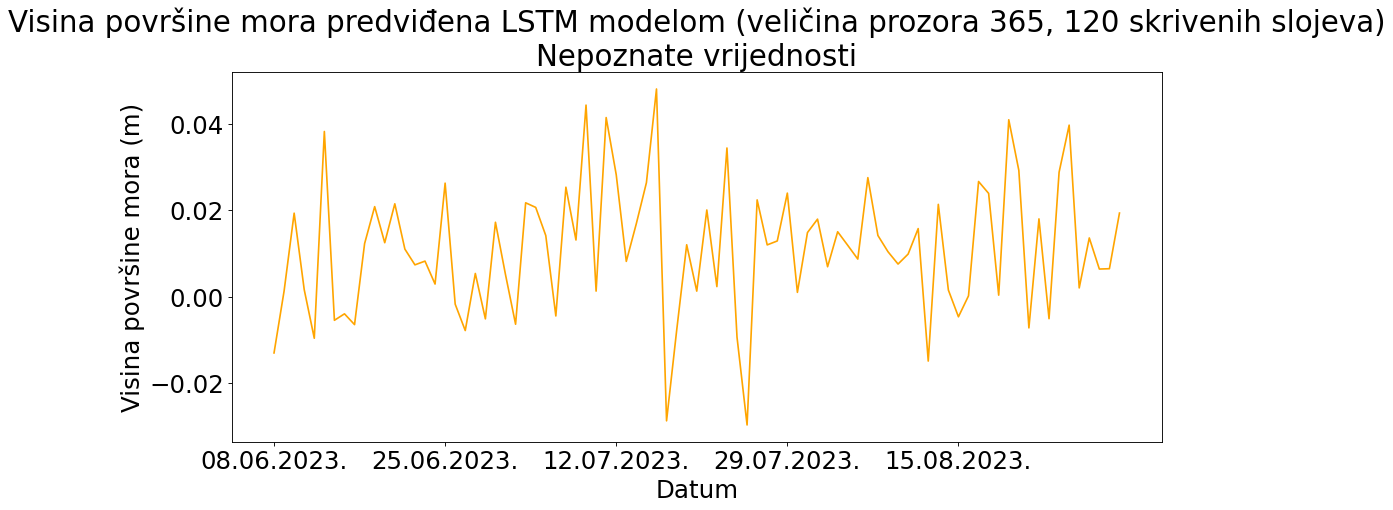 Visina površine mora predviđena LSTM modelom (veličina prozora 365, 120 skrivenih slojeva)
Nepoznate vrijednosti
Visina površine mora (m)
0.04
0.02
0.00
−0.02
08.06.2023. 25.06.2023. 12.07.2023. 29.07.2023. 15.08.2023.
Datum